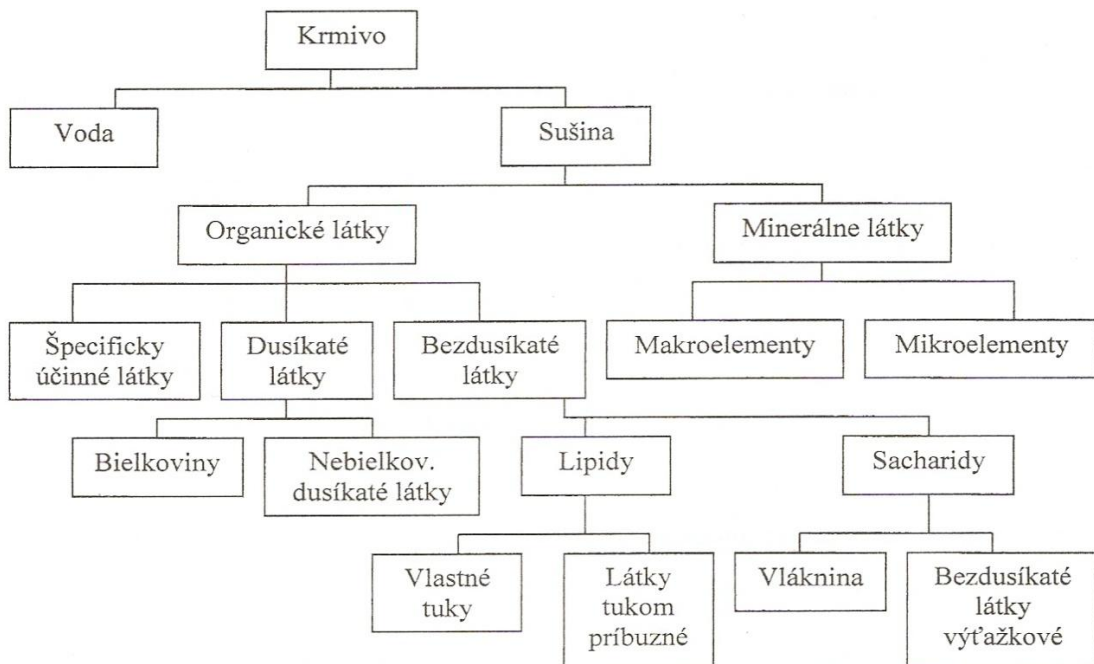 Krmivo
Voda
Sušina
Organické látky
Minerálne látky
Špecificky
účinné látky
Dusíkaté
látky
Bezdusíkaté
látky
Makroelementy
Mikroelementy
Bielkoviny
Nebielkov.
dusíkaté látky
Lipidy
Sacharidy
Vlastné
tuky
Látky
tukom
príbuzné
Vláknina
Bezdusíkaté
látky
výťažkové